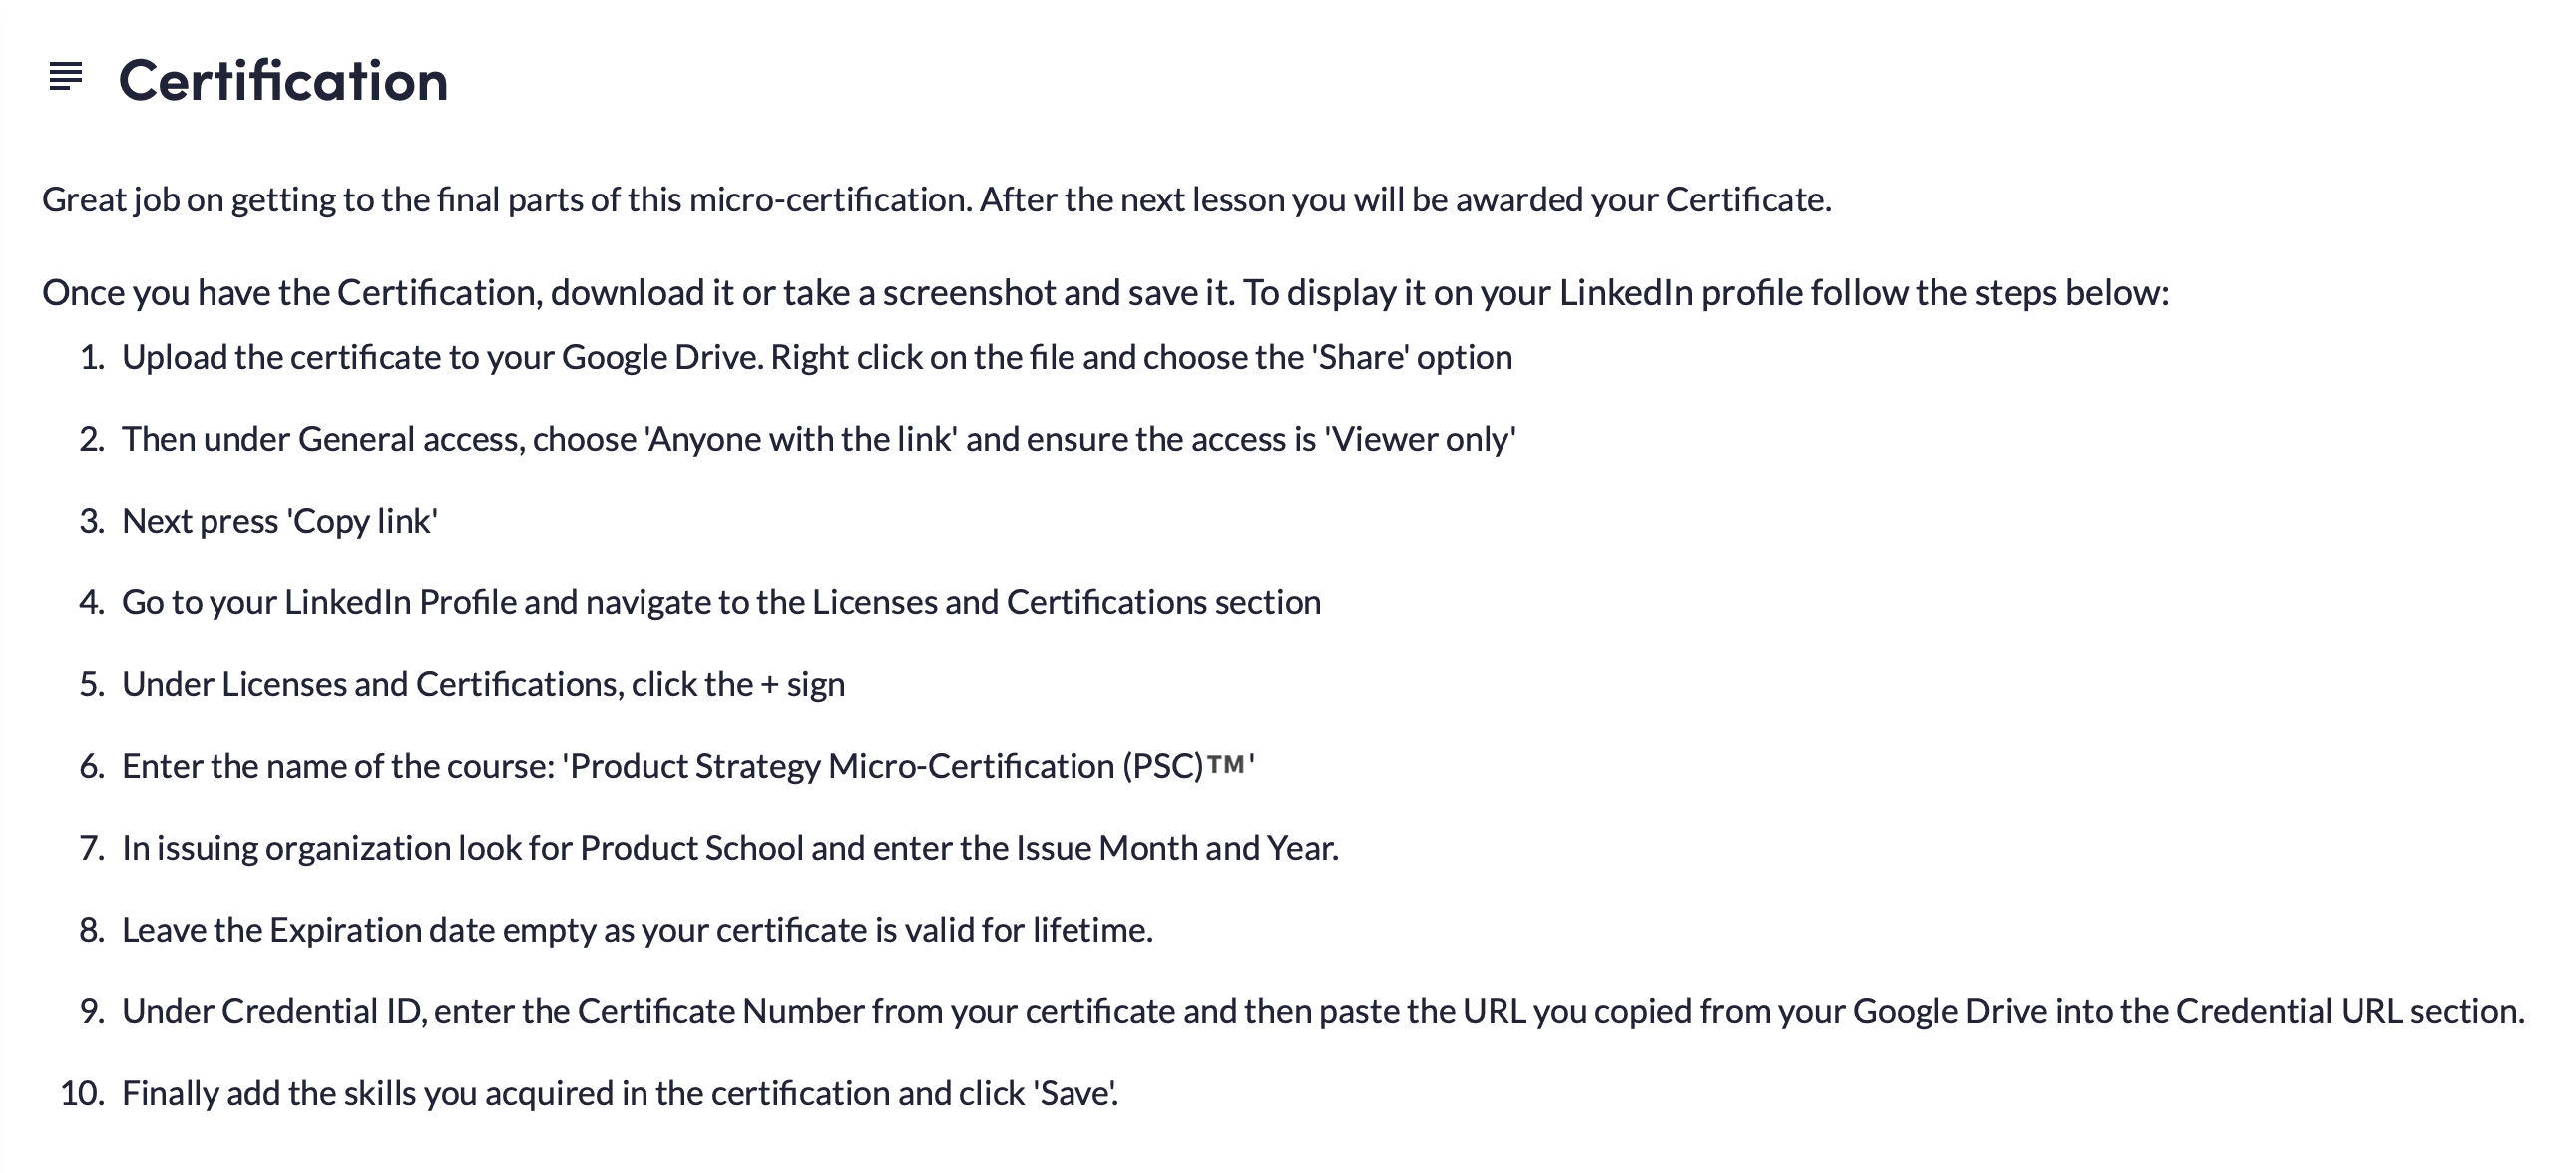 Certification
Great job on getting to the final parts of this micro-certification. After the next lesson you will be awarded your Certificate.
Once you have the Certification, download it or take a screenshot and save it. To display it on your LinkedIn profile follow the steps below:
1. Upload the certificate to your Google Drive. Right click on the file and choose the 'Share' option
2. Then under General access, choose 'Anyone with the link' and ensure the access is 'Viewer only'
3. Next press 'Copy link'
4. Go to your LinkedIn Profile and navigate to the Licenses and Certifications section
5. Under Licenses and Certifications, click the + sign
6. Enter the name of the course: 'Product Strategy Micro-Certification (PSC)™️'
7. In issuing organization look for Product School and enter the Issue Month and Year.
8. Leave the Expiration date empty as your certificate is valid for lifetime.
9. Under Credential ID, enter the Certificate Number from your certificate and then paste the URL you copied from your Google Drive into the Credential URL section.
10. Finally add the skills you acquired in the certification and click 'Save'.